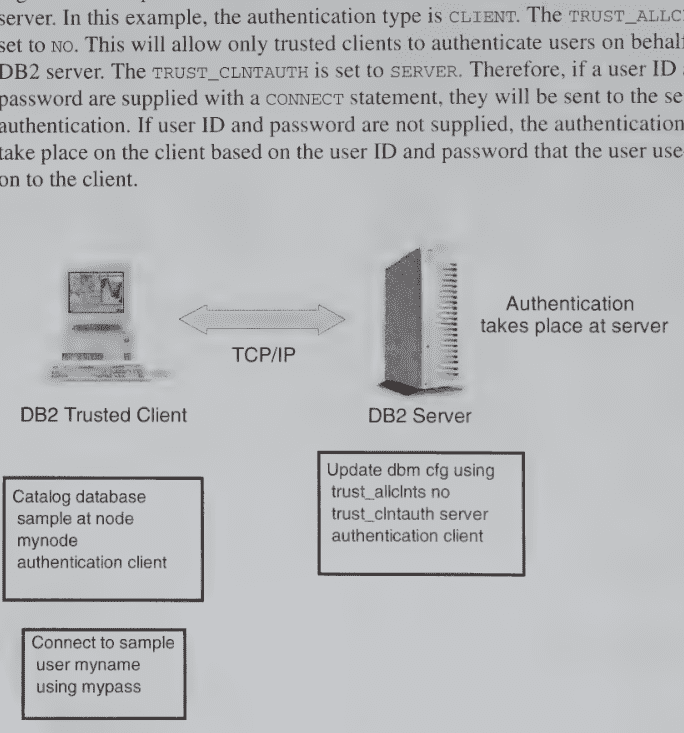 server. In this example, the authentication type is CLIENT. The TRUST_ALLC
set to NO. This will allow only trusted clients to authenticate users on behalf
DB2 server. The TRUST_CLNTAUTH is set to SERVER. Therefore, if a user ID
password are supplied with a CONNECT statement, they will be sent to the se
authentication. If user ID and password are not supplied, the authentication
take place on the client based on the user ID and password that the user use
on to the client.
Authentication
takes place at server
TCP/IP
DB2 Trusted Client
DB2 Server
Update dbm cfg using
trust_allclnts no
trust_clntauth server
authentication client
Catalog database
sample at node
mynode
authentication client
Connect to sample
user myname
using mypass